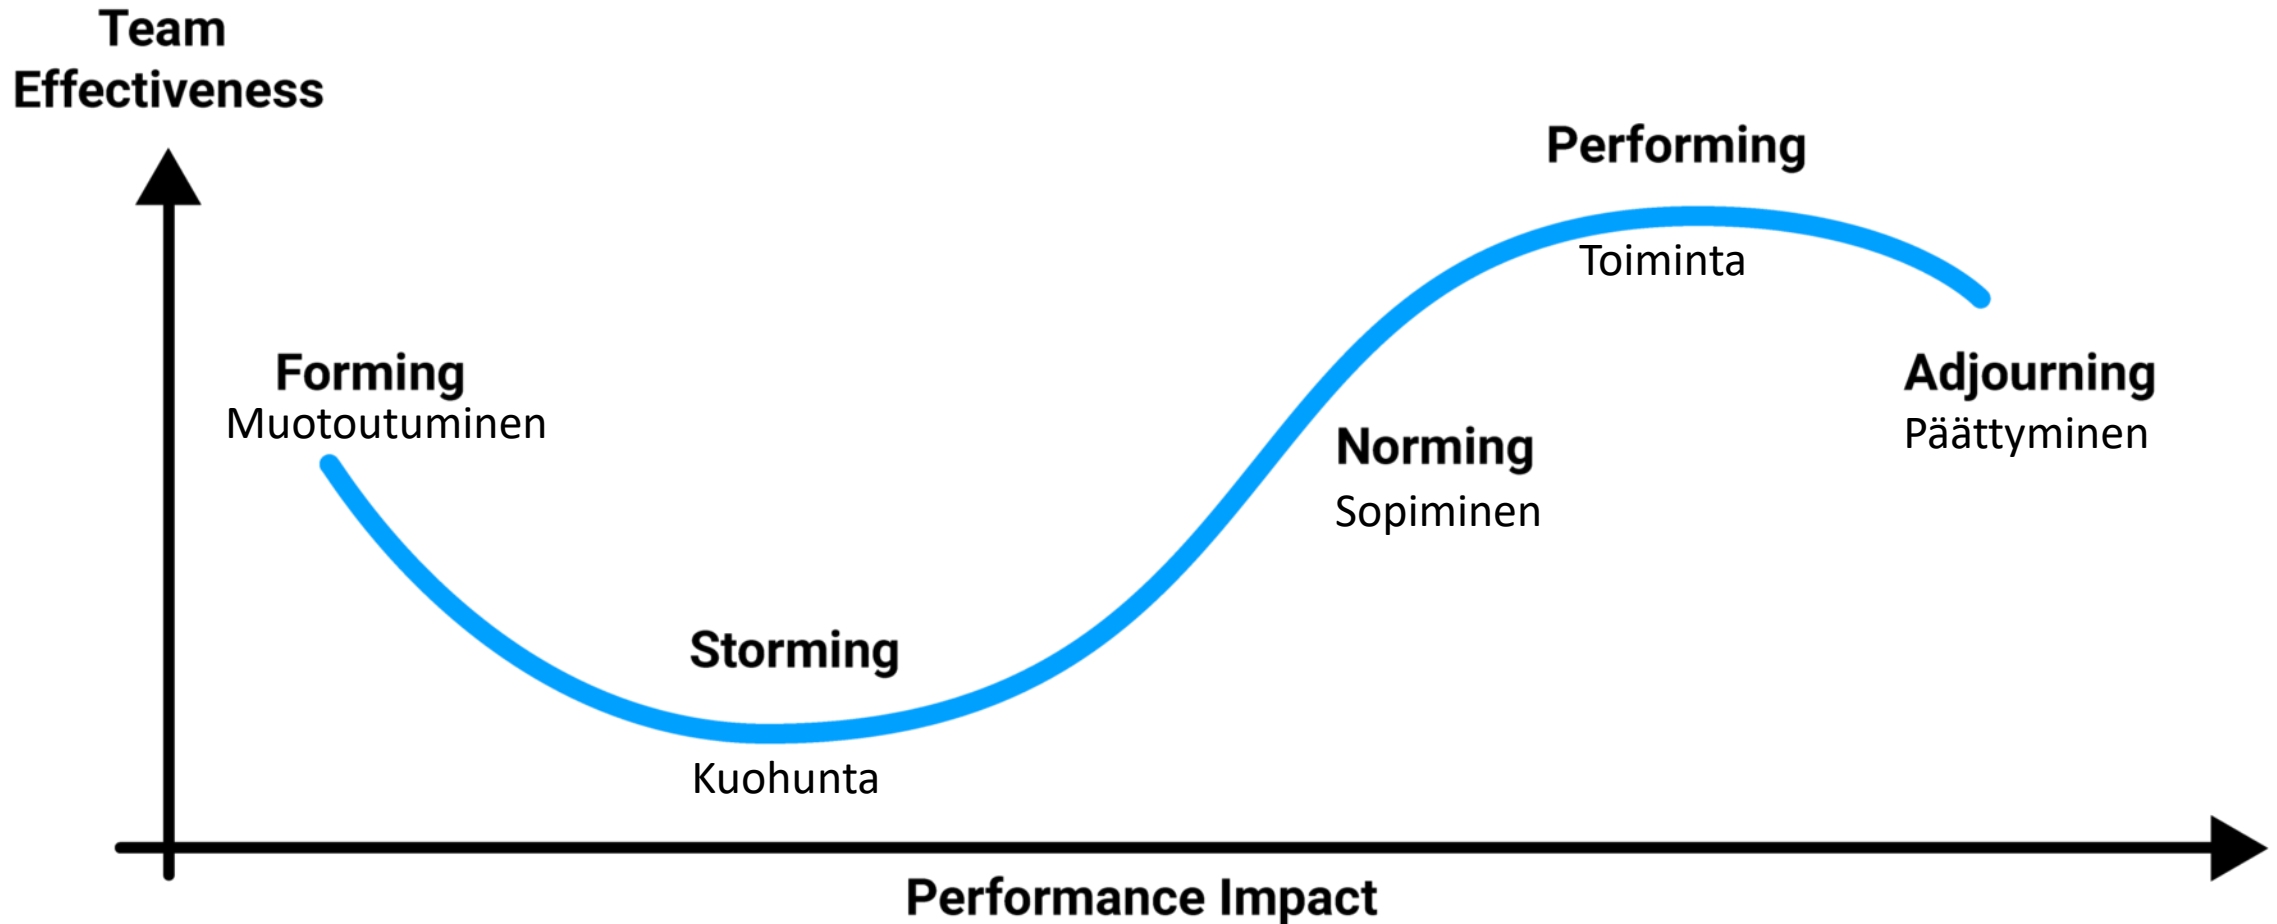 Team
Effectiveness
Performing
Toiminta
Forming
Muotoutuminen
Adjourning
Päättyminen
Norming
Sopiminen
Storming
Kuohunta
Performance Impact